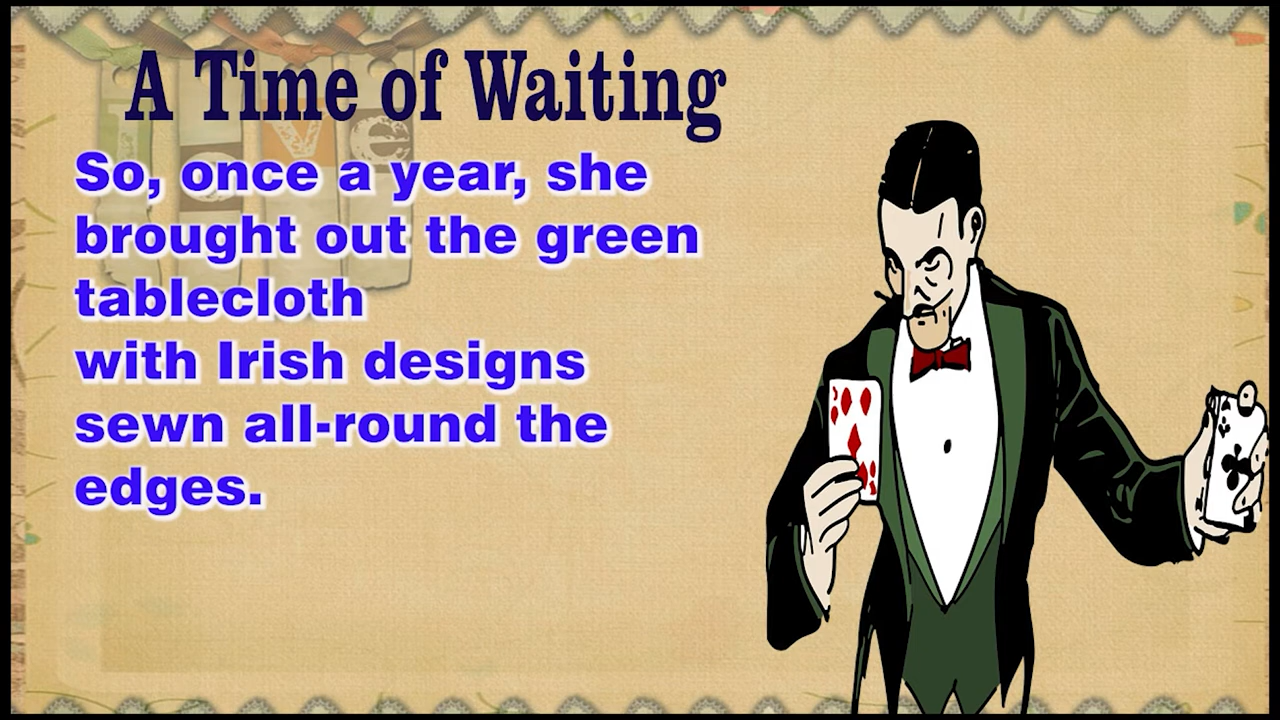 A Time of Waiting
So, once a year, she
brought out the green
tablecloth
with Irish designs
sewn all-round the
edges.